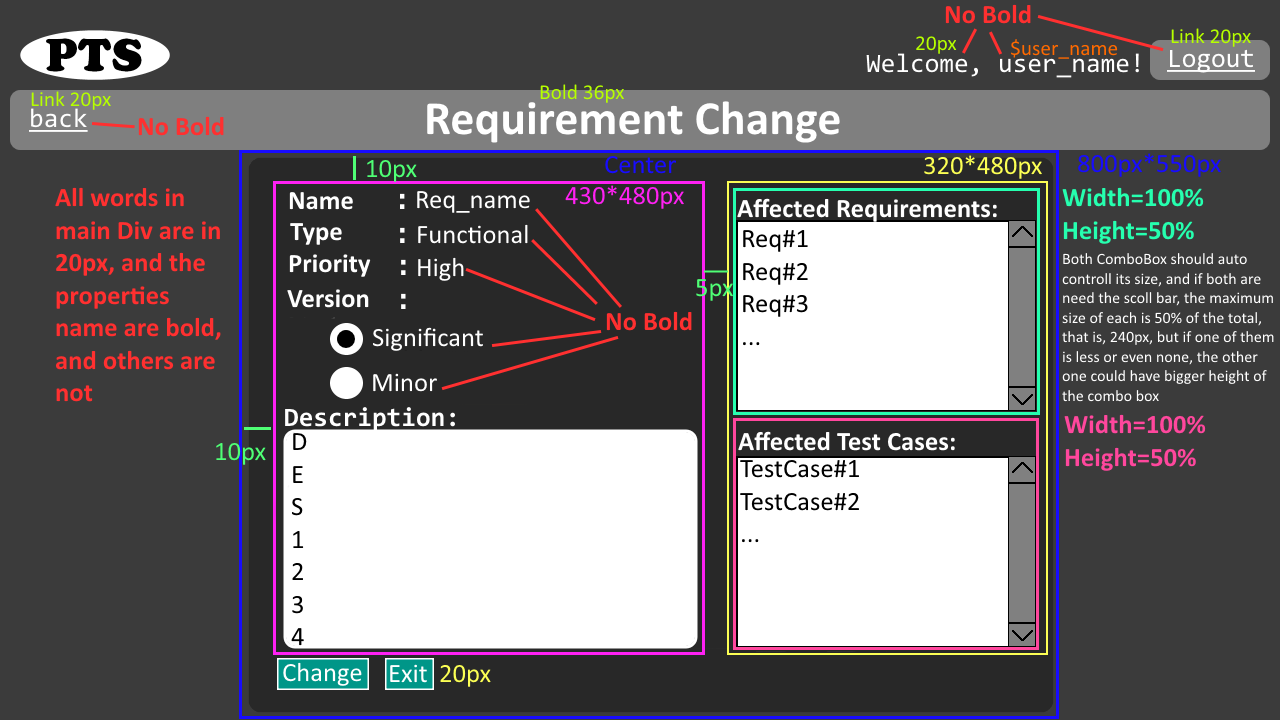 No Bold
PTS
20px
$user_name
Link 20px
Welcome, user_name!
Logout
Link 20px
Bold 36px
back
No Bold
Requirement Change
10px
Center
320*480px
800px*550px
All words in
main Div are in
20px, and the
properties
name are bold,
and others are
not
430*480px
Name : Req_name
Type : Functional
Priority : High
Version :
No Bold
Significant
Minor
Description:
10px
D
E
S
1
2
3
4
5px
Affected Requirements:
Req#1
Req#2
Req#3
...
Affected Test Cases:
TestCase#1
TestCase#2
...
Width=100%
Height=50%
Both ComboBox should auto
controll its size, and if both are
need the scoll bar, the maximum
size of each is 50% of the total,
that is, 240px, but if one of them
is less or even none, the other
one could have bigger height of
the combo box
Width=100%
Height=50%
Change
Exit
20px